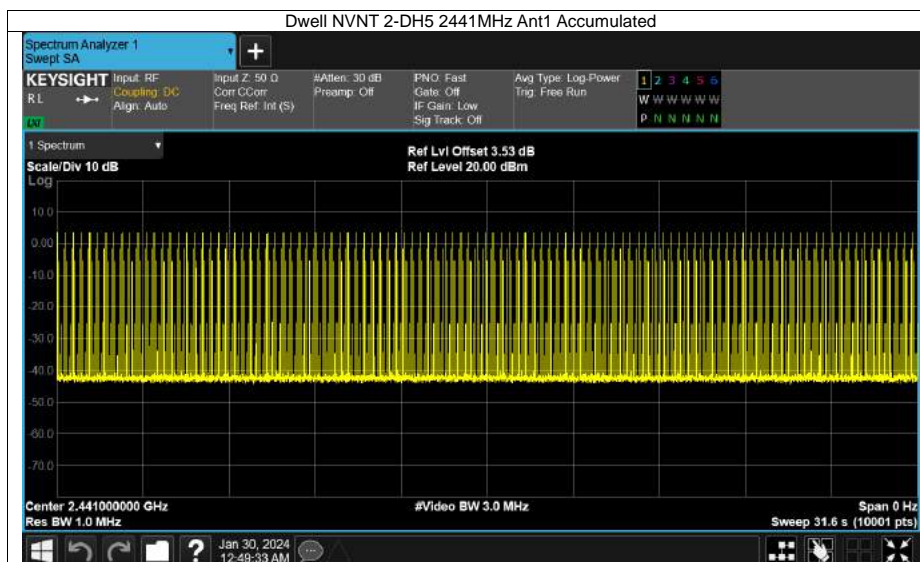 Dwell NVNT 2-DH5 2441MHz Ant1 Accumulated
Spectrum Analyzer 1
Swept SA
+
KEYSIGHT Input: RF Input Z: 50 Ω #Atten: 30 dB PNO: Fast Avg Type: Log-Power 1 2 3 4 5 6
R L Coupling: DC Corr CCorr Preamp: Off Gate: Off Trig: Free Run W W W W W W
Align: Auto Freq Ref: Int (S) IF Gain: Low P N N N N N
LXI Sig Track: Off
1 Spectrum Ref Lvl Offset 3.53 dB
Scale/Div 10 dB Ref Level 20.00 dBm
Log
10.0
0.00
-10.0
-20.0
-30.0
-40.0
-50.0
-60.0
-70.0
Center 2.441000000 GHz #Video BW 3.0 MHz Span 0 Hz
Res BW 1.0 MHz Sweep 31.6 s (10001 pts)
? Jan 30, 2024
12:49:33 AM